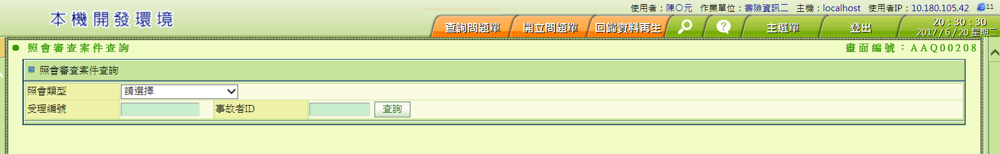 使用者：陳〇元 作業單位：壽險資訊二 主機：localhost 使用者IP：10.180.105.42 11
本機開發環境
查詢問題單 開立問題單 回歸資料再生 ? 主選單 登出 20：30：30
2017 / 6 / 20 星期二
照會審查案件查詢 畫面編號：AAQ00208
照會審查案件查詢
照會類型 請選擇
受理編號 事故者ID 查詢